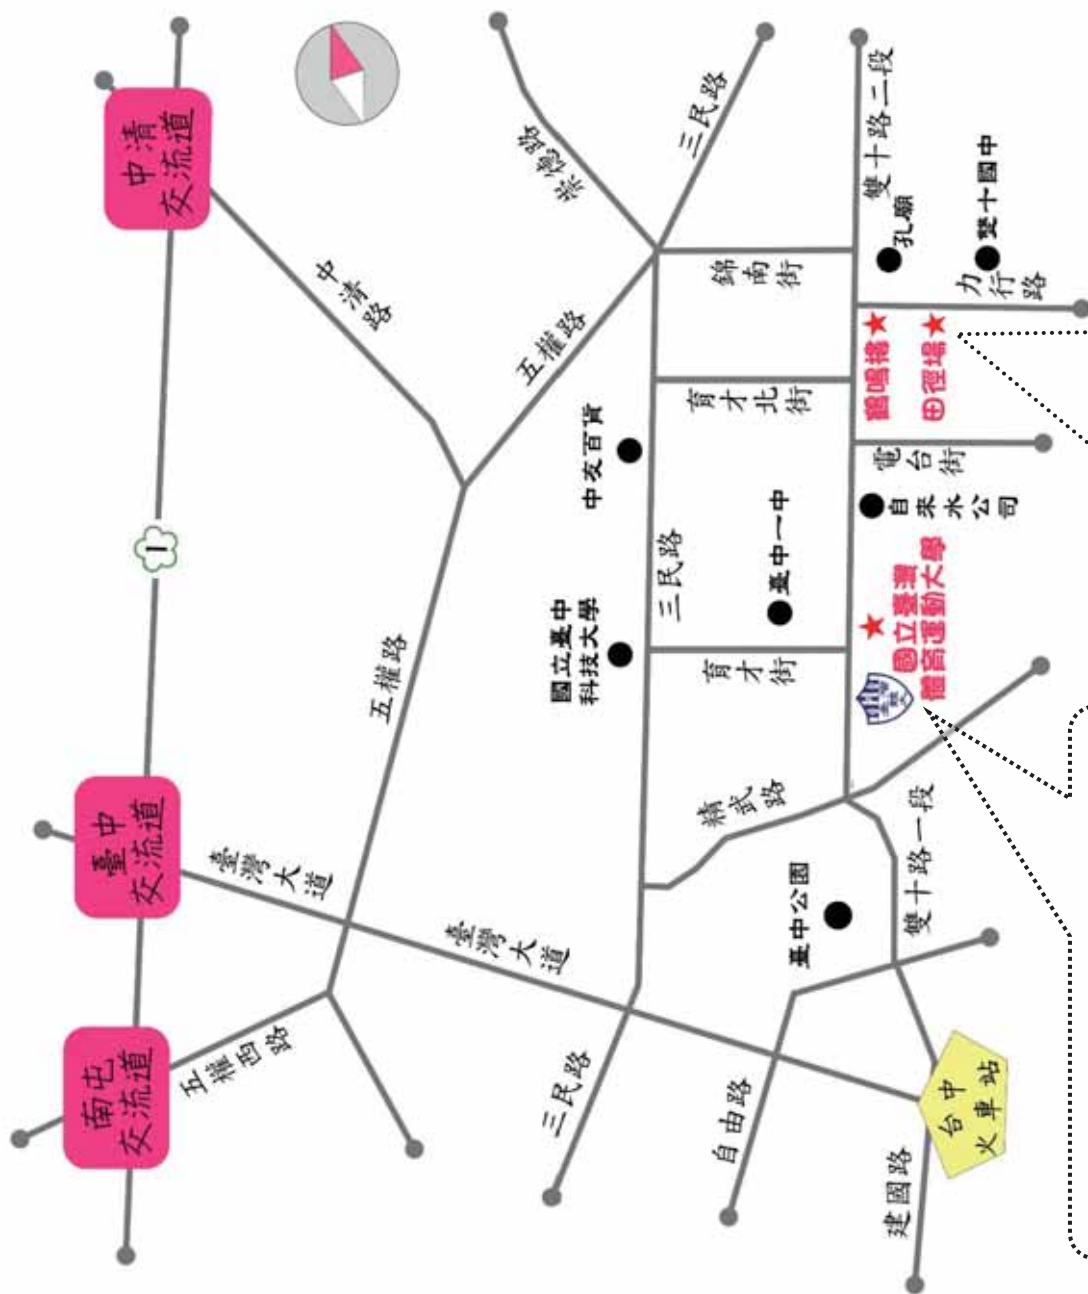 南屯
交流道
臺中
交流道
1
中清
交流道
五權西路
臺灣大道
五權路
中清路
臺灣大道
五權路
崇德路
三民路
國立臺中
科技大學
中友百貨
三民路
三民路
自由路
精武路
育才街
臺中一中
育才北街
錦南街
臺中公園
雙十路一段
雙十路二段
國立臺灣
體育運動大學
自來水公司
電台街
鶴鳴樓
田徑場
孔廟
力行路
雙十國中
建國路
台中
火車站